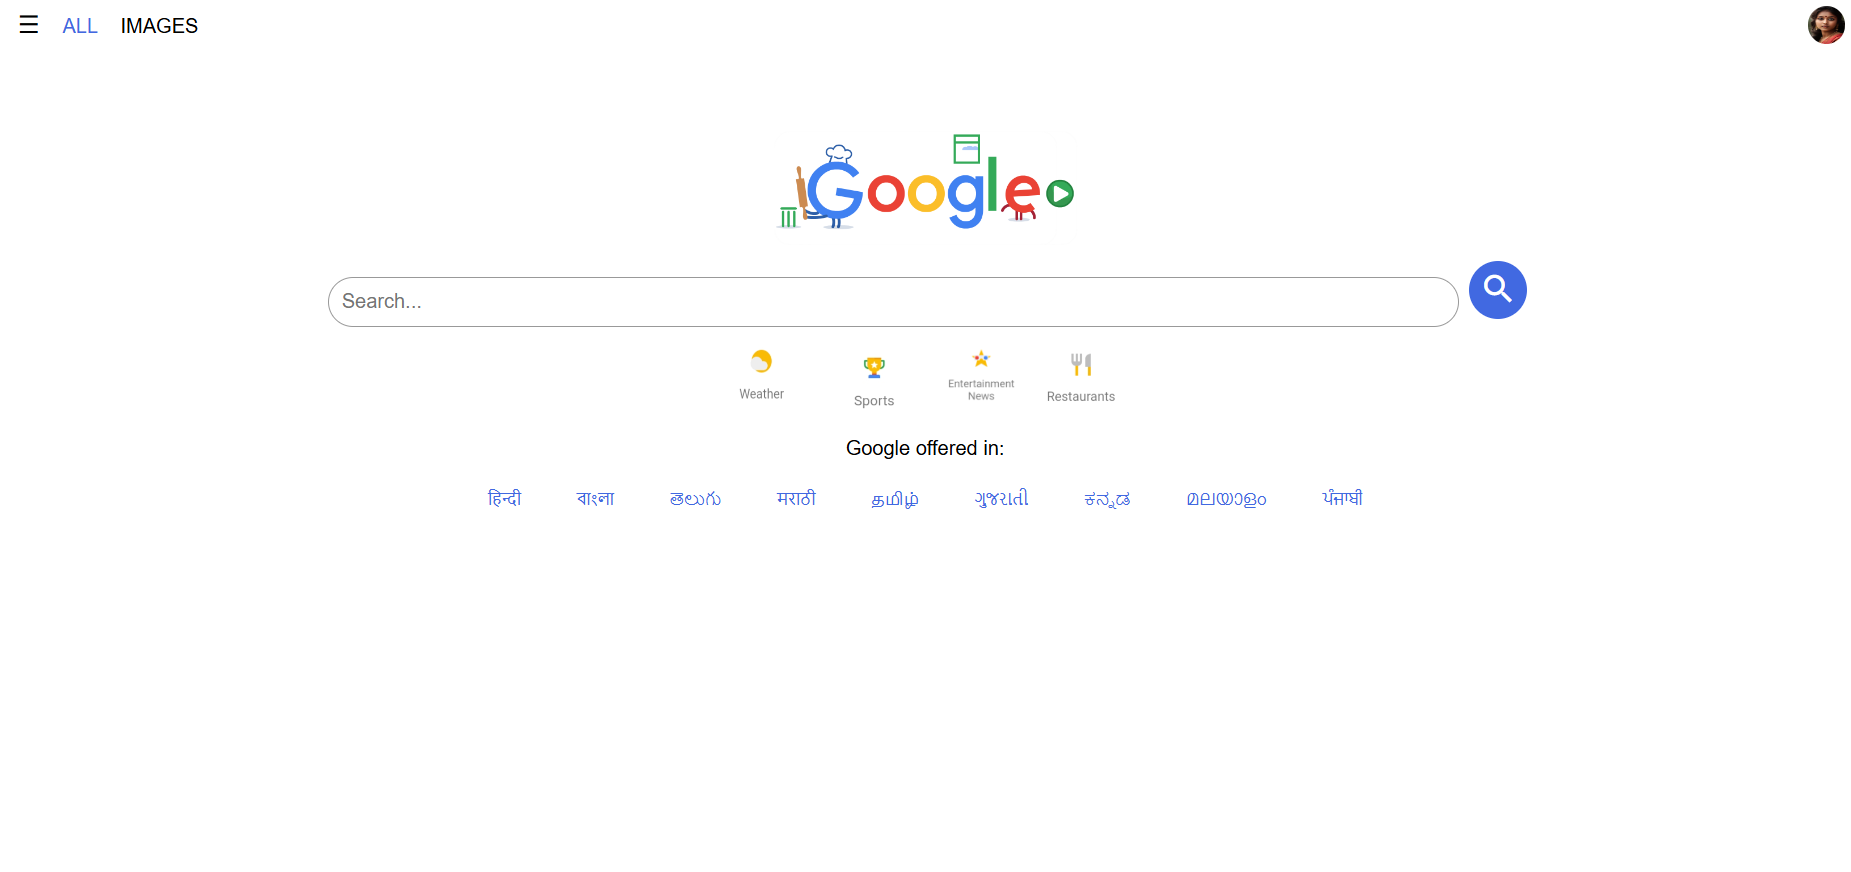 ALL IMAGES
Google
Search...
Weather
Sports
Entertainment
News
Restaurants
Google offered in:
हिन्दी বাংলা తెలుగు मराठी தமிழ் ગુજરાતી ಕನ್ನಡ മലയാളം ਪੰਜਾਬੀ